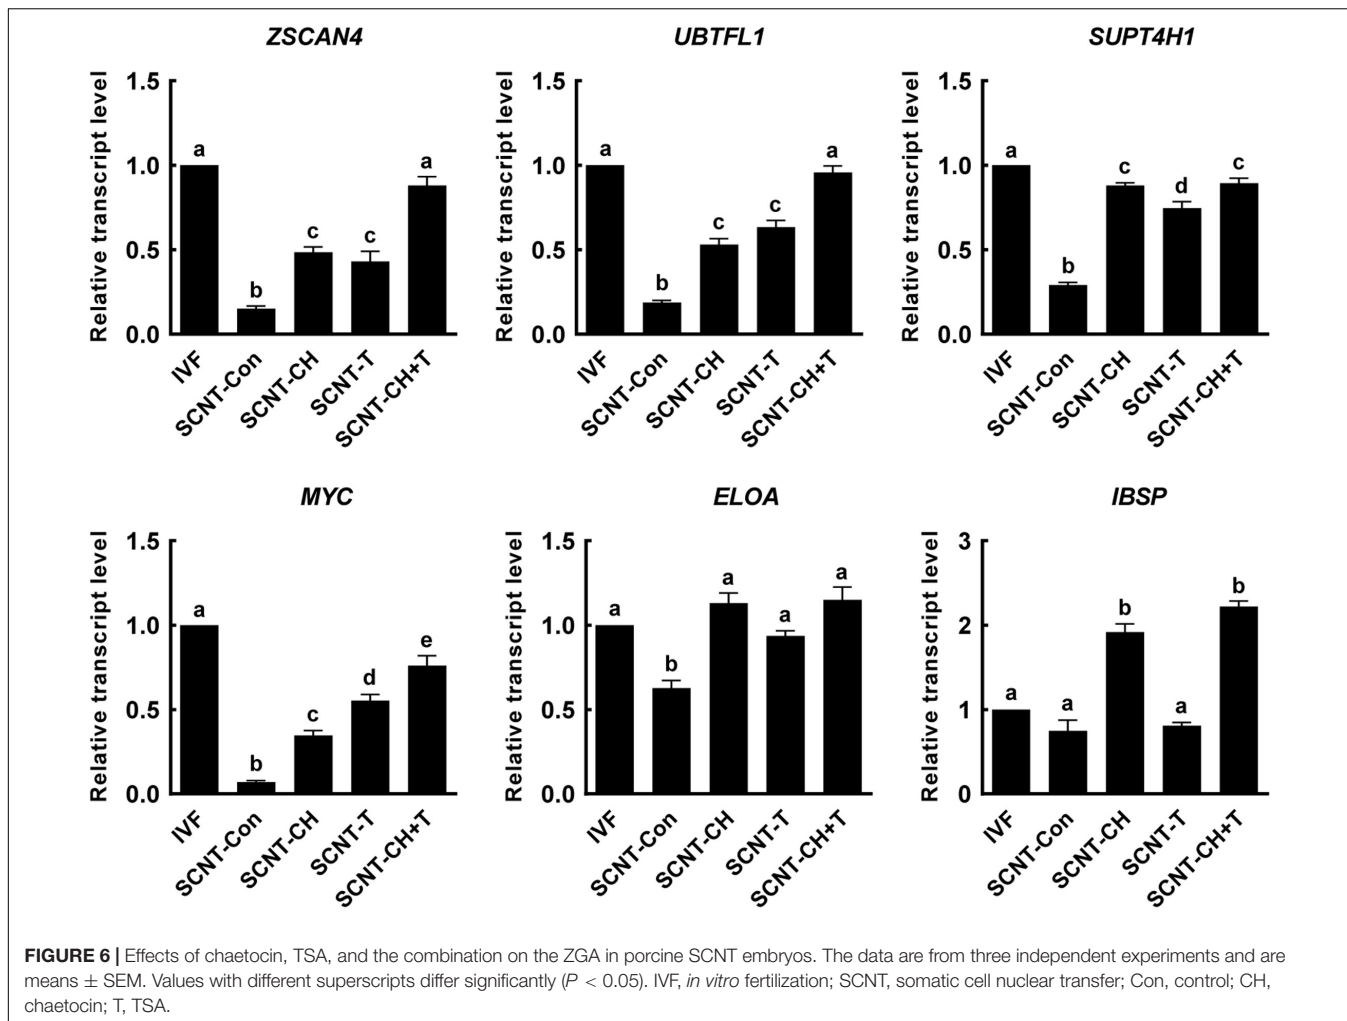 ZSCAN4
Relative transcript level
1.5
1.0
0.5
0.0
a
b
c
c
a
IVF
SCNT-Con
SCNT-CH
SCNT-T
SCNT-CH+T
UBTFL1
Relative transcript level
1.5
1.0
0.5
0.0
a
b
c
c
a
IVF
SCNT-Con
SCNT-CH
SCNT-T
SCNT-CH+T
SUPT4H1
Relative transcript level
1.5
1.0
0.5
0.0
a
b
c
d
c
IVF
SCNT-Con
SCNT-CH
SCNT-T
SCNT-CH+T
MYC
Relative transcript level
1.5
1.0
0.5
0.0
a
b
c
d
e
IVF
SCNT-Con
SCNT-CH
SCNT-T
SCNT-CH+T
ELOA
Relative transcript level
1.5
1.0
0.5
0.0
a
b
a
a
a
IVF
SCNT-Con
SCNT-CH
SCNT-T
SCNT-CH+T
IBSP
Relative transcript level
3
2
1
0
a
a
b
a
b
IVF
SCNT-Con
SCNT-CH
SCNT-T
SCNT-CH+T
FIGURE 6 | Effects of chaetocin, TSA, and the combination on the ZGA in porcine SCNT embryos. The data are from three independent experiments and are
means ± SEM. Values with different superscripts differ significantly (P < 0.05). IVF, in vitro fertilization; SCNT, somatic cell nuclear transfer; Con, control; CH,
chaetocin; T, TSA.